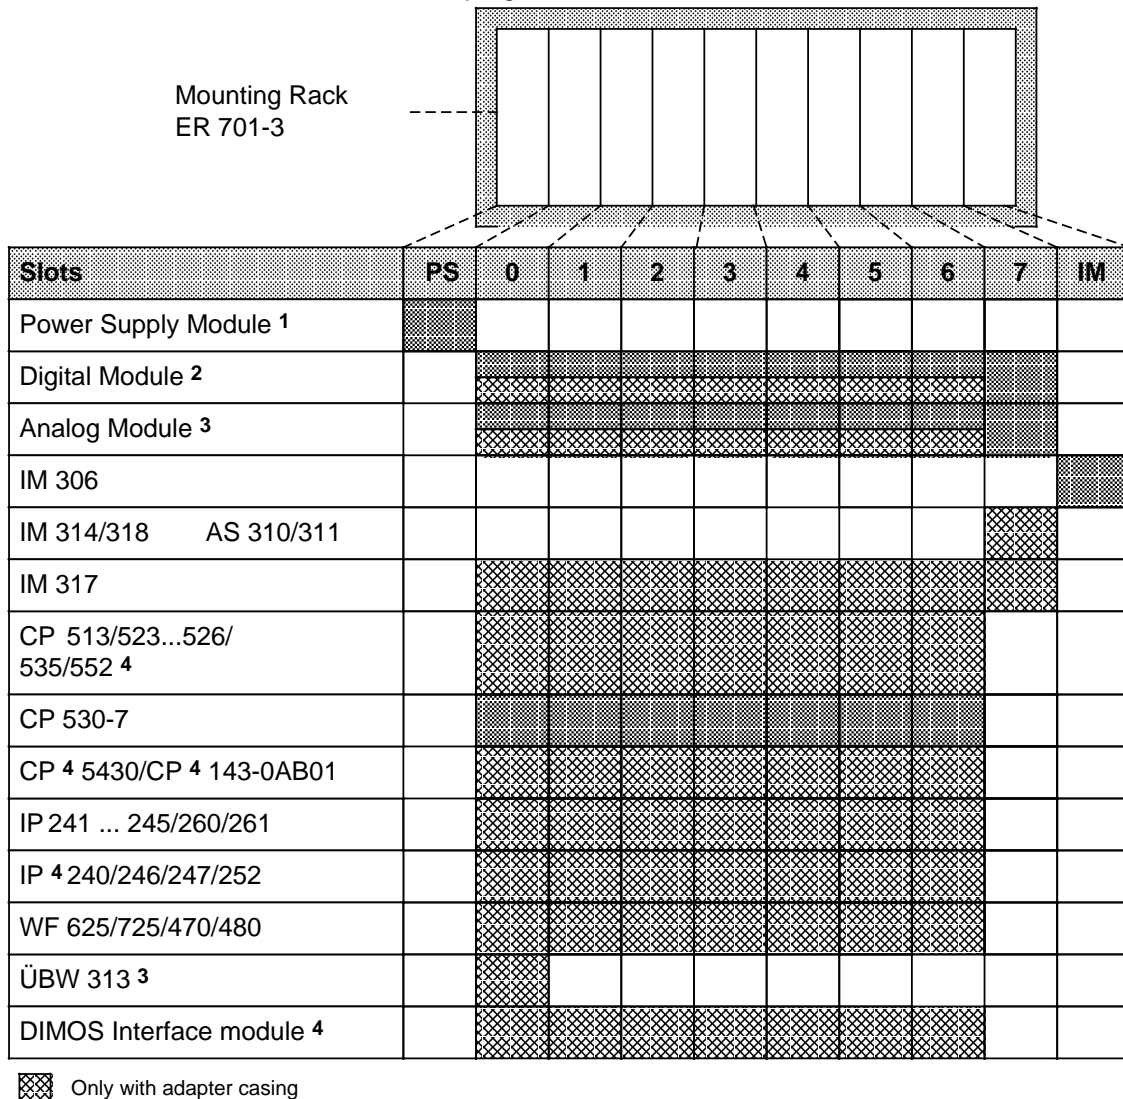 Mounting Rack
ER 701-3
Slots PS 0 1 2 3 4 5 6 7 IM
Power Supply Module 1
Digital Module 2
Analog Module 3
IM 306
IM 314/318 AS 310/311
IM 317
CP 513/523...526/
535/552 4
CP 530-7
CP 4 5430/CP 4 143-0AB01
IP 241 ... 245/260/261
IP 4 240/246/247/252
WF 625/725/470/480
ÜBW 313 3
DIMOS Interface module 4
Only with adapter casing